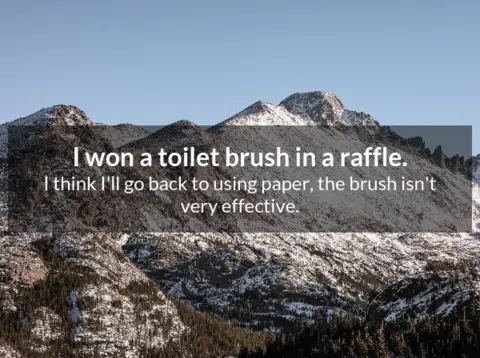 I won a toilet brush in a raffle.
I think I'll go back to using paper, the brush isn't
very effective.